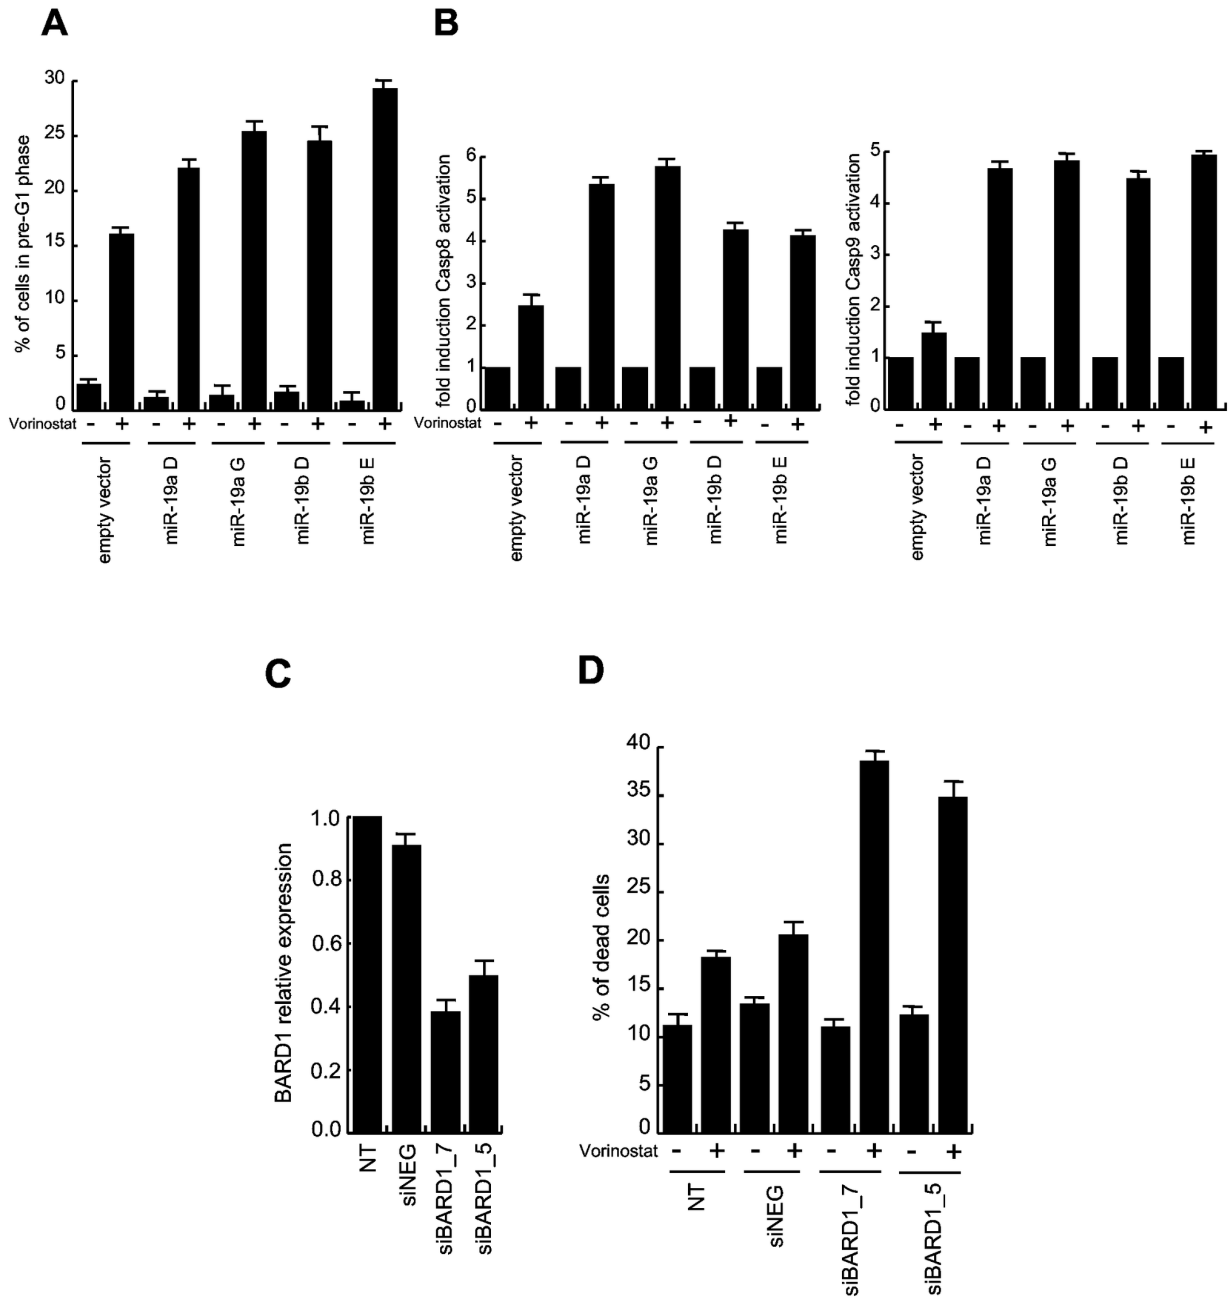 A
% of cells in pre-G1 phase
30
25
20
15
10
5
0
Vorinostat - + - + - + - + - +
empty vector
miR-19a D
miR-19a G
miR-19b D
miR-19b E
B
fold induction Casp8 activation
6
5
4
3
2
1
0
Vorinostat - + - + - + - + - +
empty vector
miR-19a D
miR-19a G
miR-19b D
miR-19b E
fold induction Casp9 activation
5
4
3
2
1
0
- + - + - + - + - +
empty vector
miR-19a D
miR-19a G
miR-19b D
miR-19b E
C
BARD1 relative expression
1.0
0.8
0.6
0.4
0.2
0.0
NT
siNEG
siBARD1_7
siBARD1_5
D
% of dead cells
40
35
30
25
20
15
10
5
0
Vorinostat - + - + - + - +
NT
siNEG
siBARD1_7
siBARD1_5